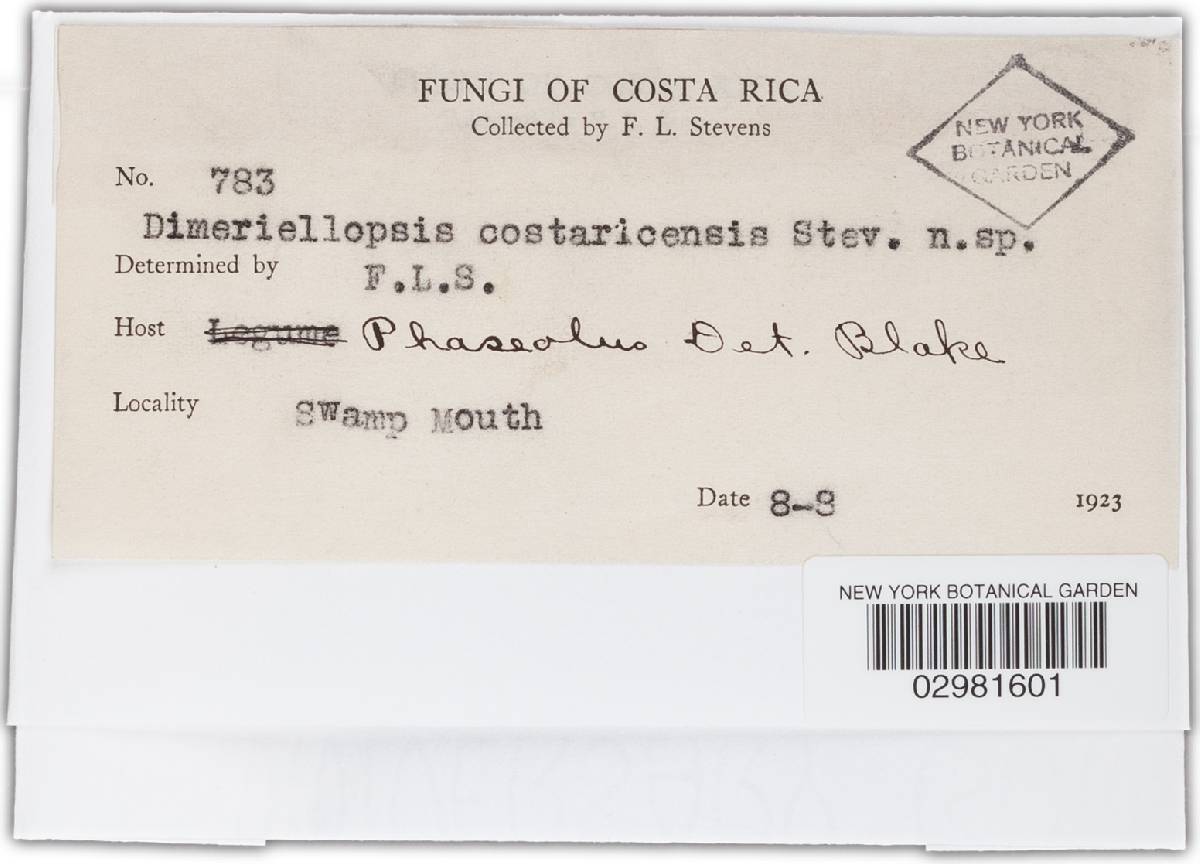 FUNGI OF COSTA RICA
Collected by F. L. Stevens
NEW YORK
BOTANICAL
GARDEN
No. 783
Dimeriellopsis costaricensis Stev. n.sp.
Determined by F.L.S.
Host Legume Phaseolus Det. Blake
Locality Swamp Mouth
Date 8-8 1923
NEW YORK BOTANICAL GARDEN
02981601